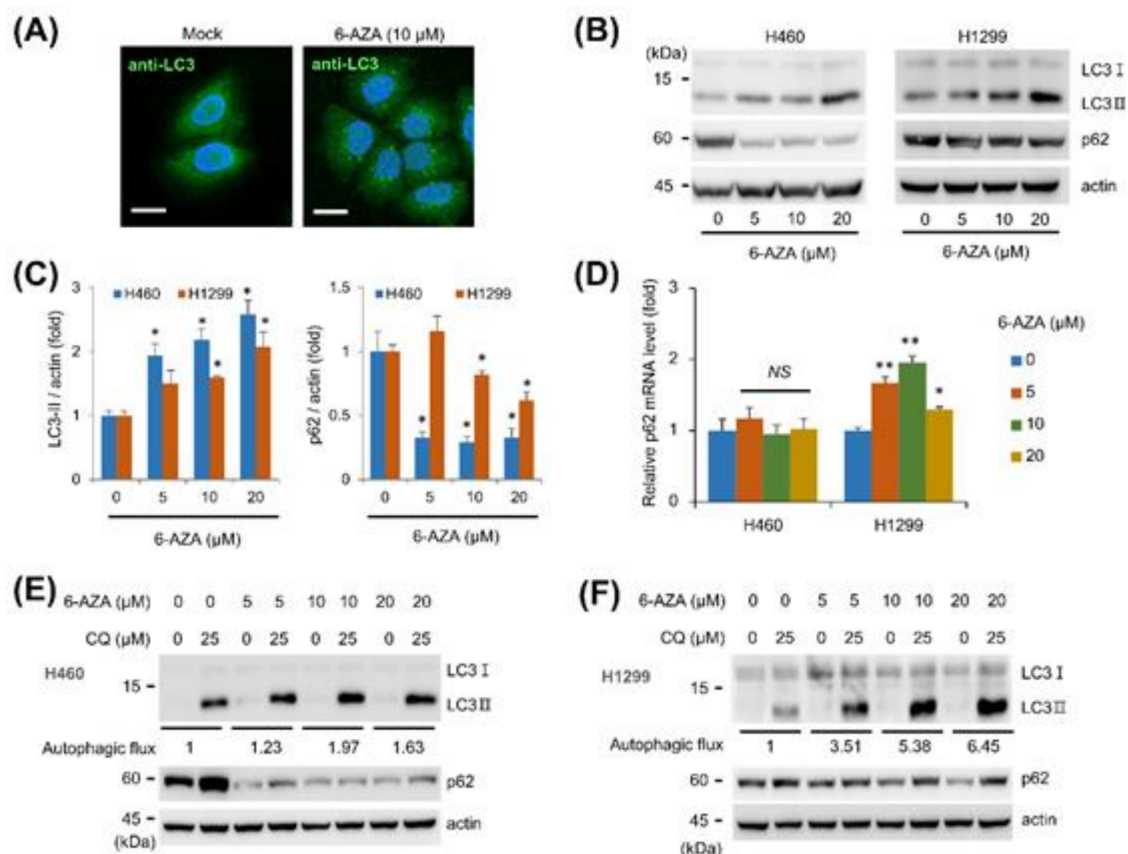 (A)
Mock
6-AZA (10 µM)
anti-LC3
anti-LC3
(B)
H460
H1299
(kDa)
15
60
45
LC3 I
LC3 II
p62
actin
0 5 10 20
0 5 10 20
6-AZA (µM)
6-AZA (µM)
(C)
LC3-II / actin (fold)
3
2
1
0
H460 H1299
* * * * *
0 5 10 20
6-AZA (µM)
p62 / actin (fold)
1.5
1
0.5
0
H460 H1299
* * * * *
0 5 10 20
6-AZA (µM)
(D)
Relative p62 mRNA level (fold)
3
2
1
0
NS
** ** *
H460 H1299
6-AZA (µM)
0
5
10
20
(E)
6-AZA (µM) 0 0 5 5 10 10 20 20
CQ (µM) 0 25 0 25 0 25 0 25
H460
15
LC3 I
LC3 II
Autophagic flux 1 1.23 1.97 1.63
60
p62
45
actin
(kDa)
(F)
6-AZA (µM) 0 0 5 5 10 10 20 20
CQ (µM) 0 25 0 25 0 25 0 25
H1299
15
LC3 I
LC3 II
Autophagic flux 1 3.51 5.38 6.45
60
p62
45
actin
(kDa)